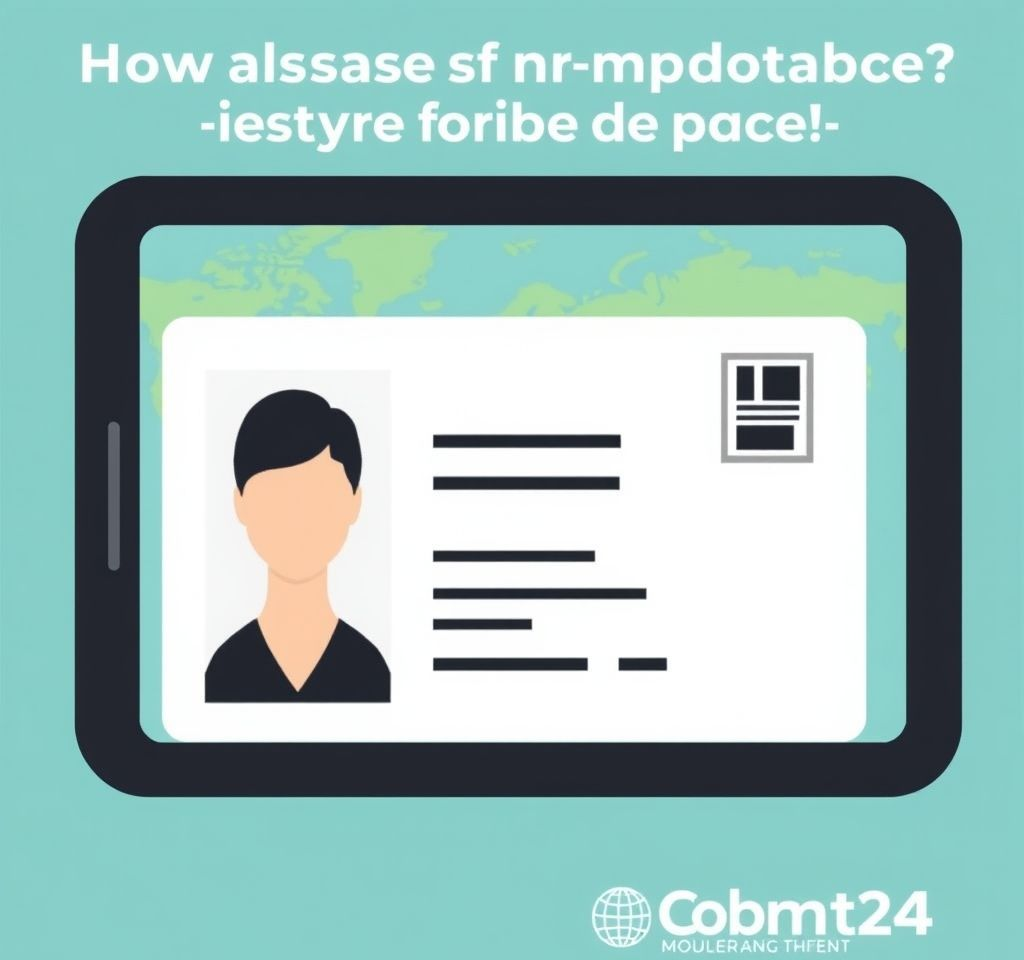 How alssase sf nr-mpdotabce?
-iestyre foribe de pace!-
Cobmt24
MOULERANG THFENT